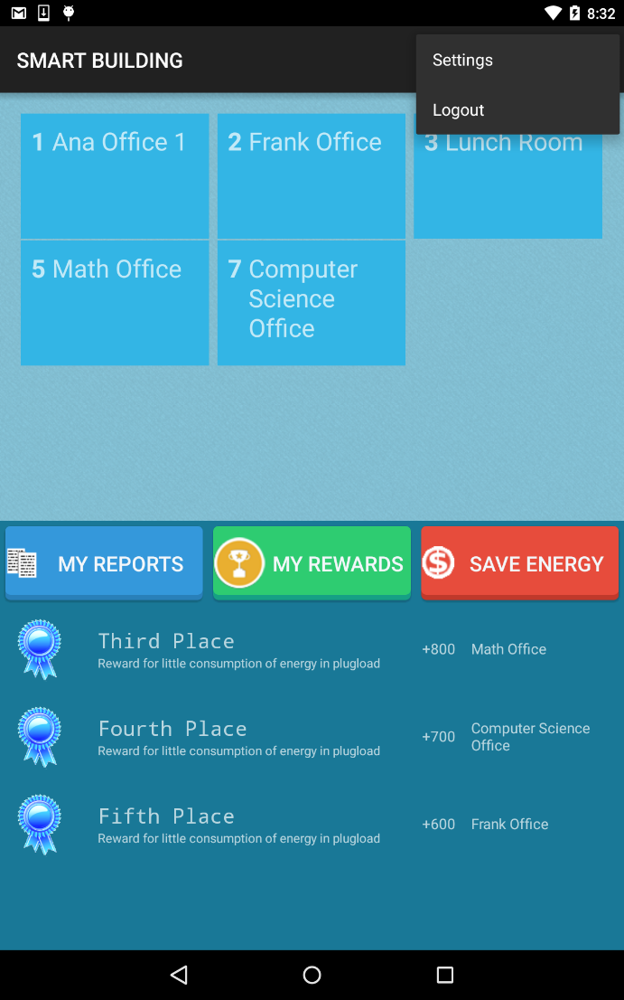 8:32
SMART BUILDING
Settings
Logout
1 Ana Office 1
2 Frank Office
3 Lunch Room
5 Math Office
7 Computer
Science
Office
MY REPORTS
MY REWARDS
SAVE ENERGY
Third Place
Reward for little consumption of energy in plugload
+800 Math Office
Fourth Place
Reward for little consumption of energy in plugload
+700 Computer Science
Office
Fifth Place
Reward for little consumption of energy in plugload
+600 Frank Office